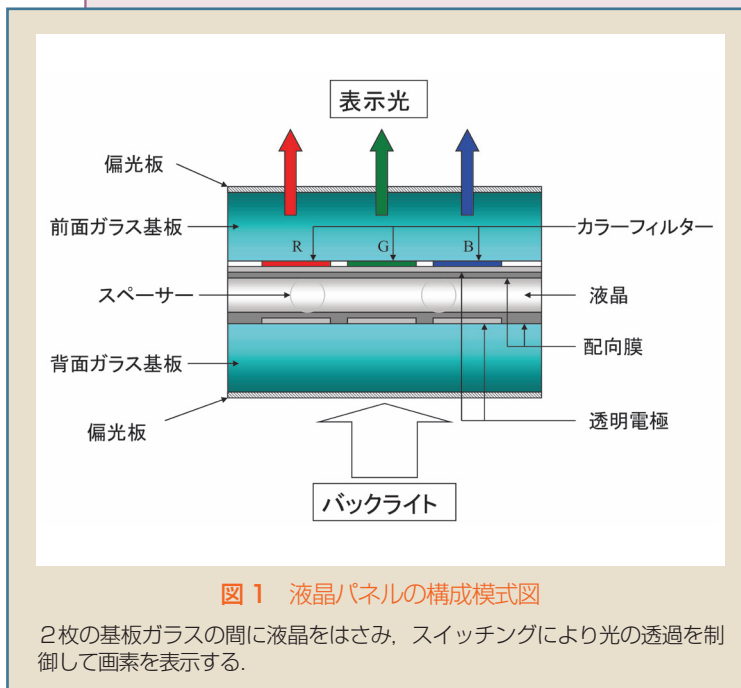 表示光
偏光板
前面ガラス基板
カラーフィルター
R G B
スペーサー
液晶
配向膜
背面ガラス基板
透明電極
偏光板
バックライト
図1 液晶パネルの構成模式図
2枚の基板ガラスの間に液晶をはさみ，スイッチングにより光の透過を制
御して画素を表示する．